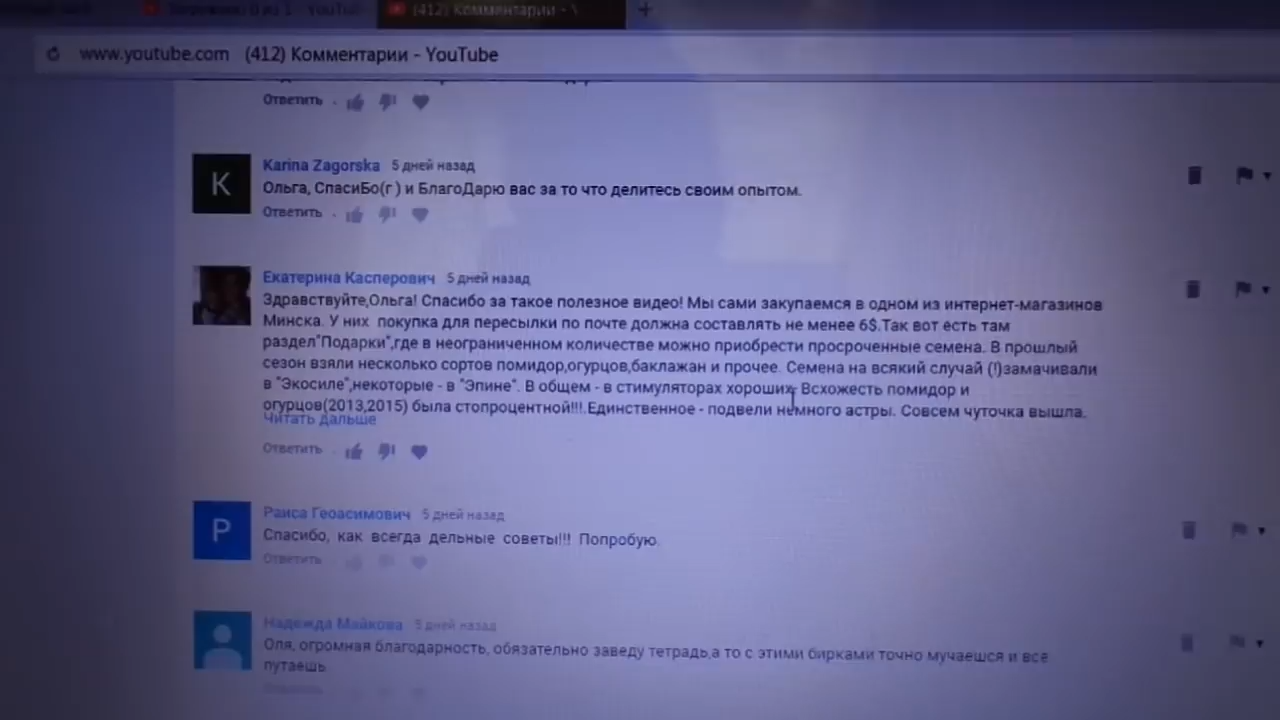 (412) Комментарии - Y
www.youtube.com (412) Комментарии - YouTube
Ответить
K
Karina Zagorska 5 дней назад
Ольга, СпасиБо(г ) и БлагоДарю вас за то что делитесь своим опытом.
Ответить
Екатерина Касперович 5 дней назад
Здравствуйте,Ольга! Спасибо за такое полезное видео! Мы сами закупаемся в одном из интернет-магазинов
Минска. У них покупка для пересылки по почте должна составлять не менее 6$.Так вот есть там
раздел"Подарки",где в неограниченном количестве можно приобрести просроченные семена. В прошлый
сезон взяли несколько сортов помидор,огурцов,баклажан и прочее. Семена на всякий случай (!)замачивали
в "Экосиле",некоторые - в "Эпине". В общем - в стимуляторах хороших. Всхожесть помидор и
огурцов(2013,2015) была стопроцентной!!!.Единственное - подвели немного астры. Совсем чуточка вышла.
Читать дальше
Ответить
Р
Раиса Геоасимович 5 дней назад
Спасибо, как всегда дельные советы!!! Попробую.
Ответить
Надежда Майкова 5 дней назад
Оля, огромная благодарность, обязательно заведу тетрадь,а то с этими бирками точно мучаешся и все
путаешь.
Ответить